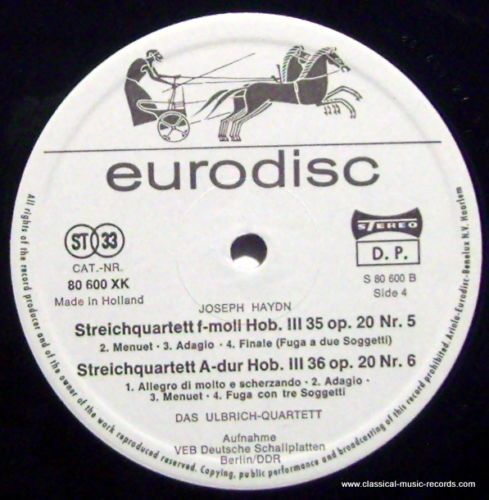 eurodisc
ST 33
CAT.-NR.
80 600 XK
Made in Holland
STEREO
D. P.
S 80 600 B
Side 4
JOSEPH HAYDN
Streichquartett f-moll Hob. III 35 op. 20 Nr. 5
2. Menuet · 3. Adagio · 4. Finale (Fuga a due Soggetti)
Streichquartett A-dur Hob. III 36 op. 20 Nr. 6
1. Allegro di molto e scherzando · 2. Adagio ·
3. Menuet · 4. Fuga con tre Soggetti
DAS ULBRICH-QUARTETT
Aufnahme
VEB Deutsche Schallplatten
Berlin/DDR
All rights of the record producer and of the owner of the work reproduced reserved. Copying, public performance and broadcasting of this record prohibited. Ariola-Eurodisc-Benelux N.V. Haarlem
www.classical-music-records.com